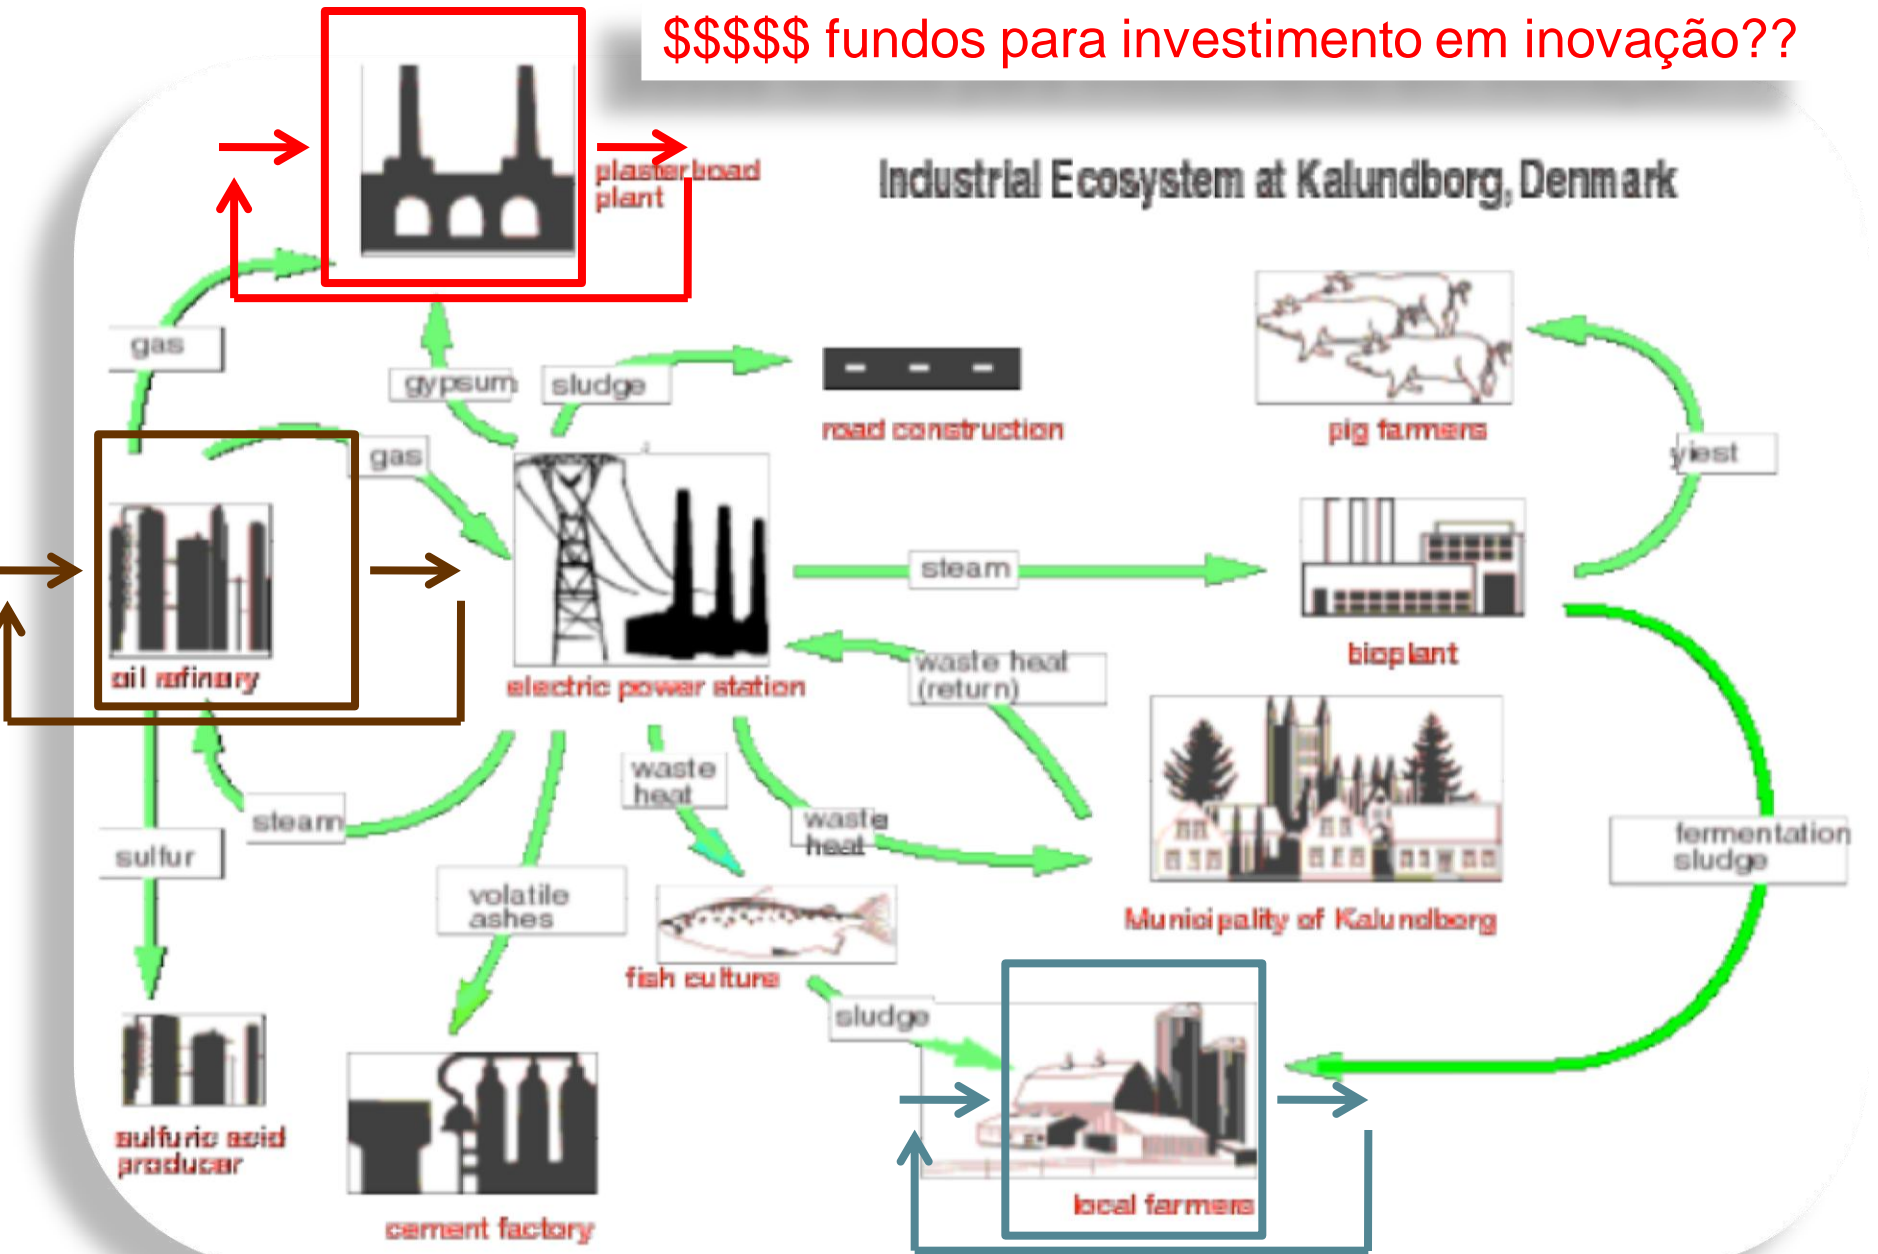 $$$$$ fundos para investimento em inovação??
plasterboad
plant
Industrial Ecosystem at Kalundborg, Denmark
gas
gypsum
sludge
road construction
pig farmers
gas
yiest
steam
oil refinery
electric power station
waste heat
(return)
bioplant
waste
heat
steam
waste
heat
sulfur
fermentation
sludge
volatile
ashes
Municipality of Kalundborg
fish culture
sludge
sulfuric acid
producer
local farmers
cement factory